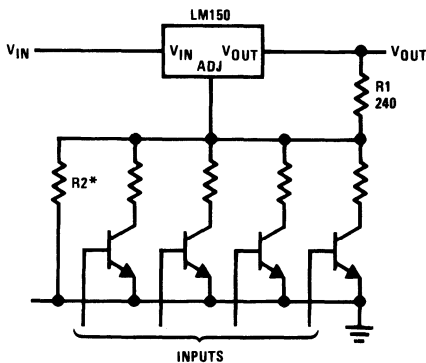 LM150
VIN
VIN
VOUT
VOUT
ADJ
R1
240
R2*
INPUTS